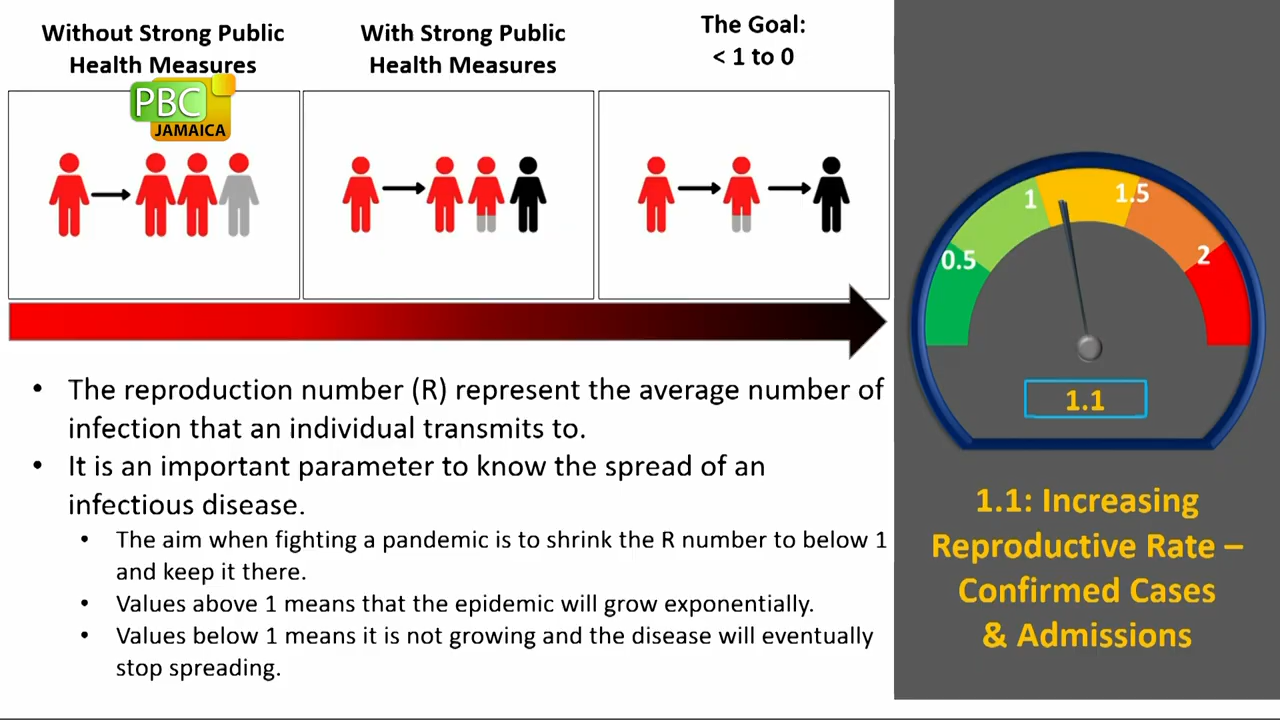 Without Strong Public
Health Measures
With Strong Public
Health Measures
The Goal:
< 1 to 0
PBC
JAMAICA
• The reproduction number (R) represent the average number of
infection that an individual transmits to.
• It is an important parameter to know the spread of an
infectious disease.
• The aim when fighting a pandemic is to shrink the R number to below 1
and keep it there.
• Values above 1 means that the epidemic will grow exponentially.
• Values below 1 means it is not growing and the disease will eventually
stop spreading.
0.5
1
1.5
2
1.1
1.1: Increasing
Reproductive Rate –
Confirmed Cases
& Admissions